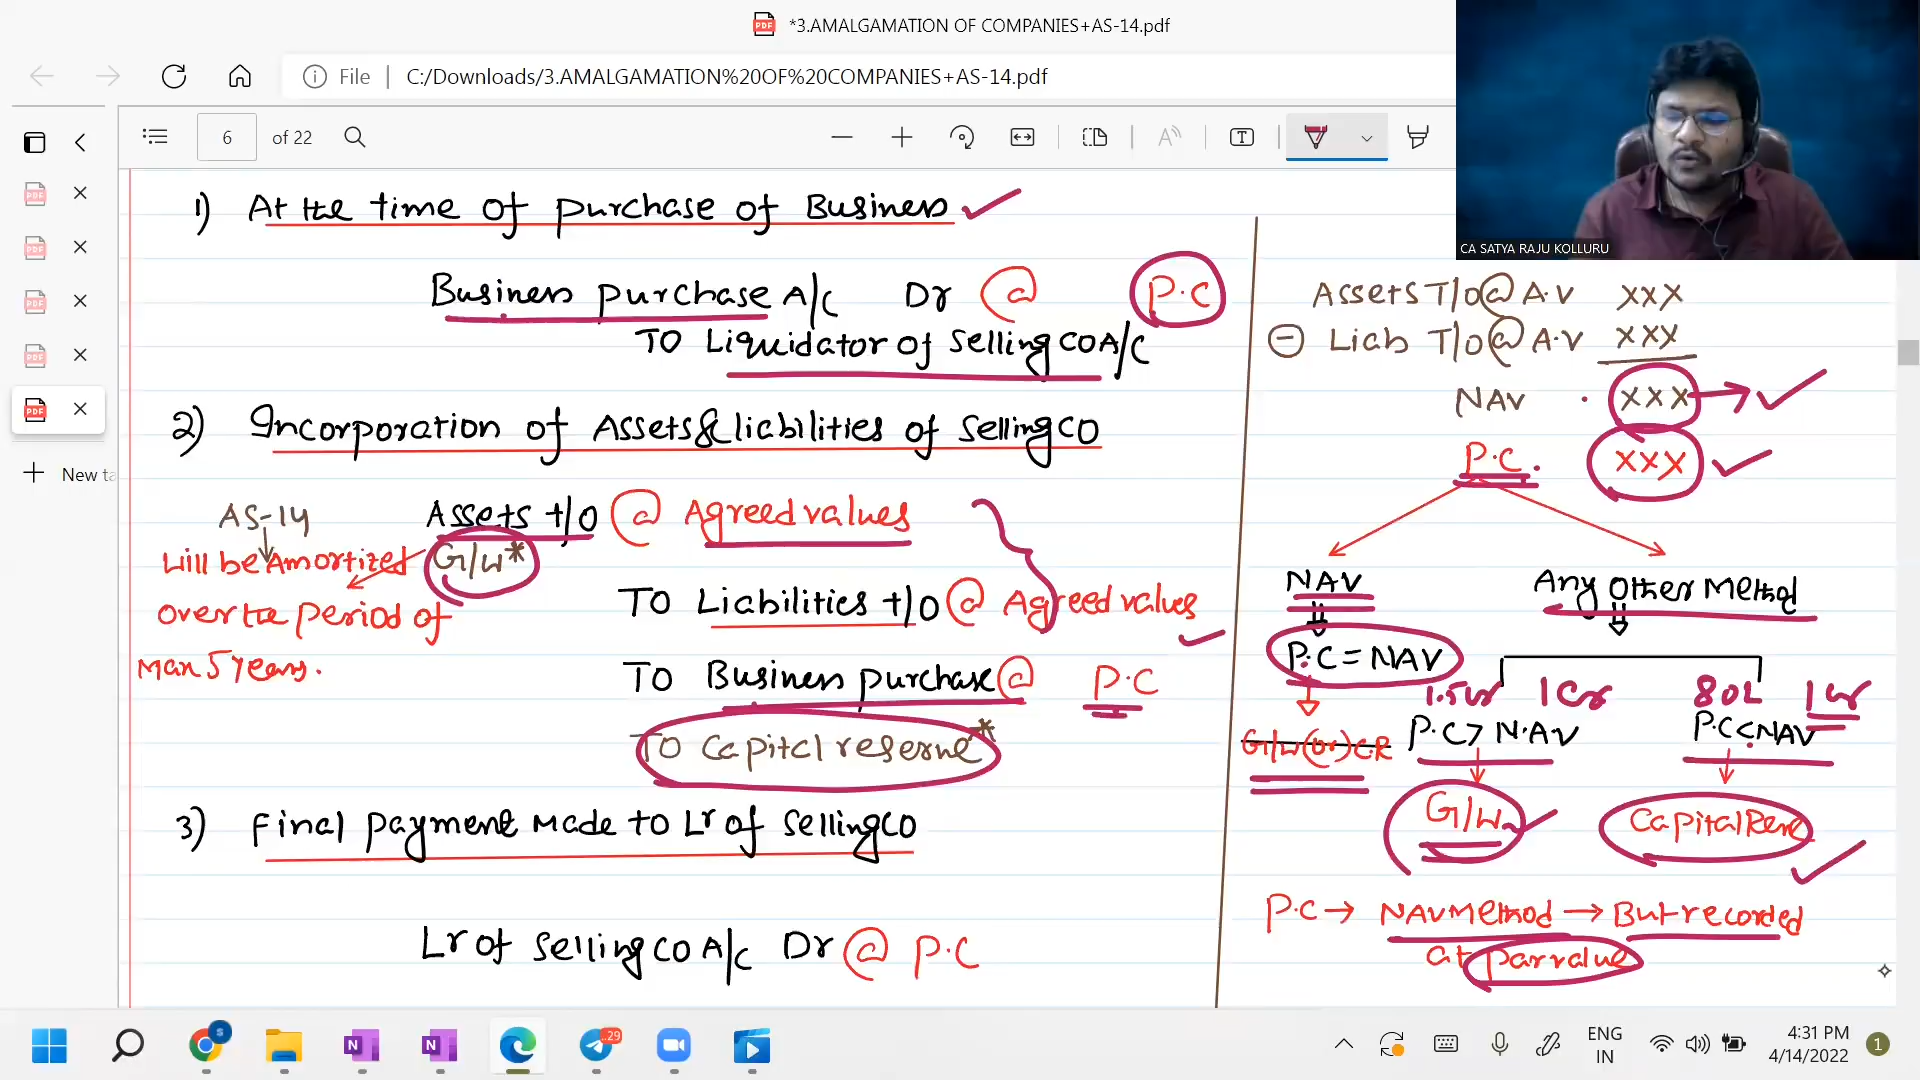 *3.AMALGAMATION OF COMPANIES+AS-14.pdf
File
C:/Downloads/3.AMALGAMATION%20OF%20COMPANIES+AS-14.pdf
6 of 22
New ta
CA SATYA RAJU KOLLURU
1) At the time of purchase of Business
Business purchase A/c Dr @ P.C
TO Liquidator of selling CO A/c
2) Incorporation of Assets&liabilities of selling CO
AS-14
Assets t/o @ Agreed values
Will be Amortized
G/W*
over the period of
Max 5 years.
TO Liabilities t/o @ Agreed values
TO Business purchase @ P.C
TO Capital reserve*
3) Final payment Made to Lr of selling CO
Lr of selling CO A/c Dr @ P.C
Assets T/o @ A.V XXX
- Liab T/o @ A.V XXX
NAV XXX
P.C. XXX
NAV
Any other Method
P.C = NAV
1.5cr 1cr
80L 1cr
G/W (or) C.R
P.C > N.AV
P.C<NAV
G/W
P.C → NAV Method → But recorded
at par value
ENG
IN
4:31 PM
4/14/2022
1
29